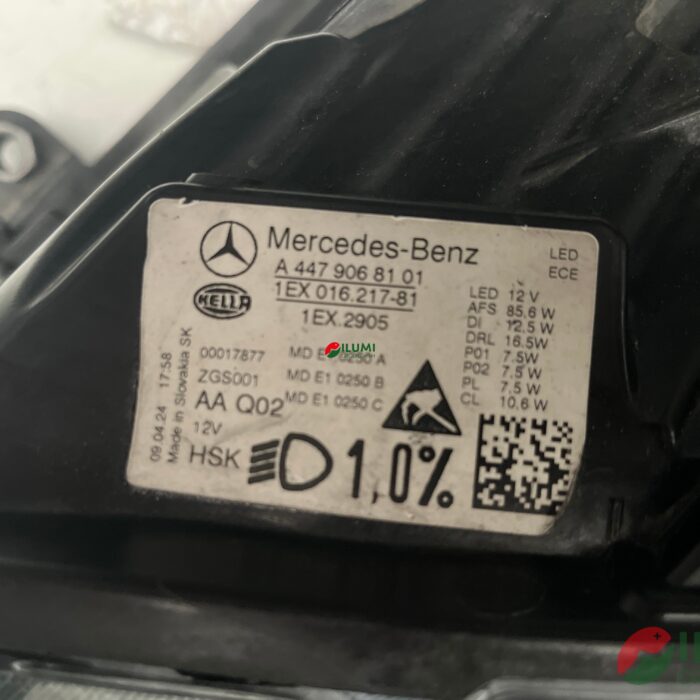 Mercedes-Benz
A 447 906 81 01
1EX 016.217-81
1EX.2905
HELLA
LED
ECE
LED 12 V
AFS 85,6 W
DI 12,5 W
DRL 16,5W
P01 7,5W
P02 7,5 W
PL 7,5 W
CL 10,6 W
00017877
ZGS001
AA Q02
12V
HSK
MD E1 0250 A
MD E1 0250 B
MD E1 0250 C
1,0%
09.04.24 17:58
Made in Slovakia SK
ILUMI